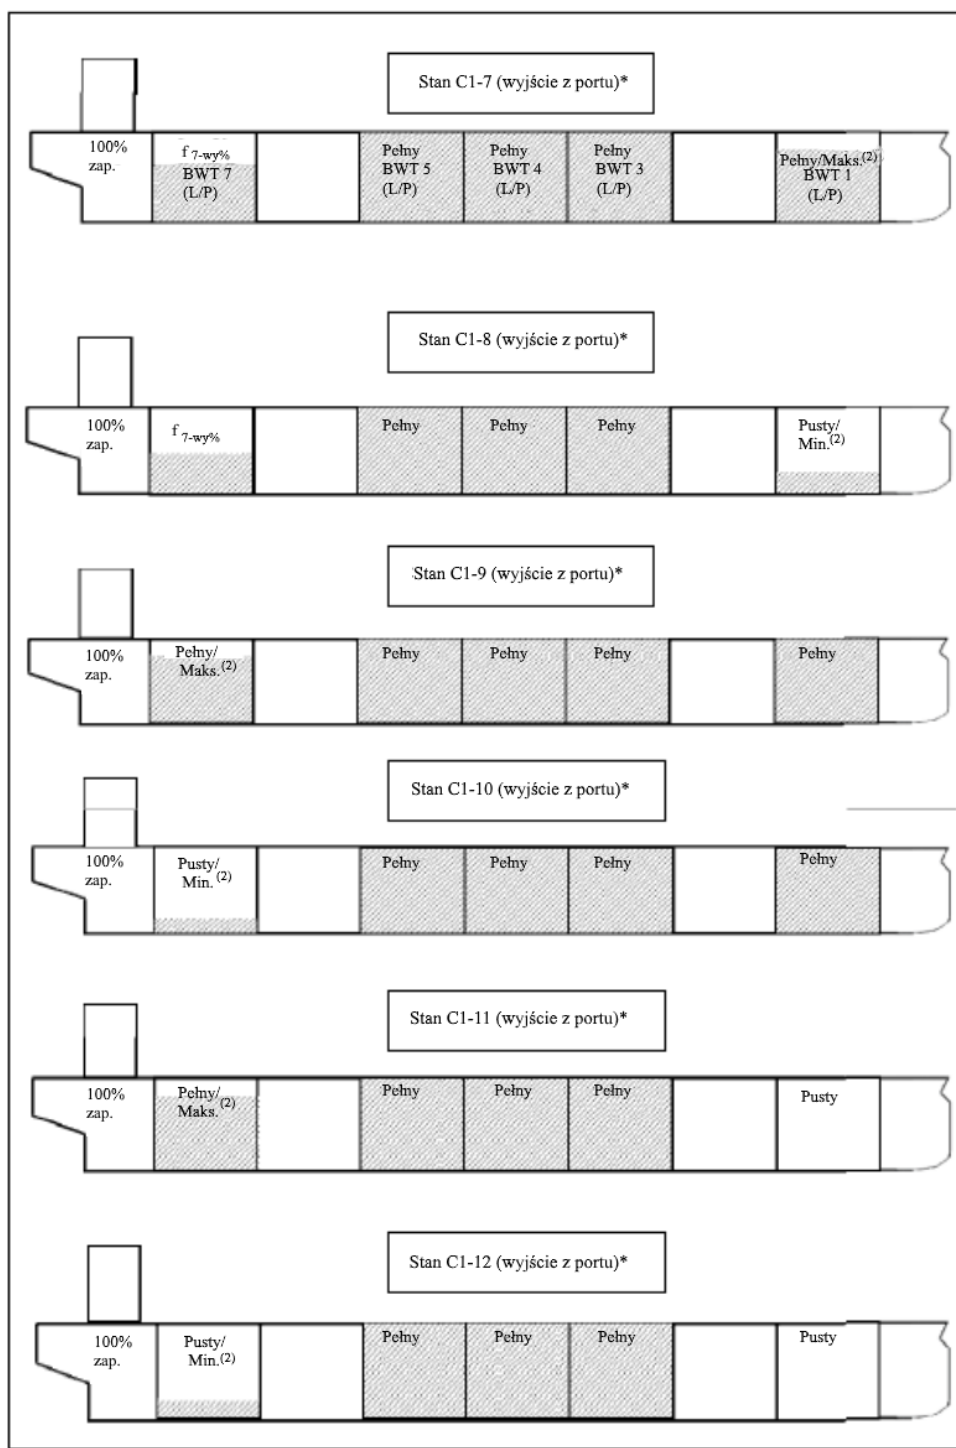 Stan C1-7 (wyjście z portu)*
100%
zap.
f 7-wy%
BWT 7
(L/P)
Pełny
BWT 5
(L/P)
Pełny
BWT 4
(L/P)
Pełny
BWT 3
(L/P)
Pełny/Maks.(2)
BWT 1
(L/P)
Stan C1-8 (wyjście z portu)*
100%
zap.
f 7-wy%
Pełny
Pełny
Pełny
Pusty/
Min.(2)
Stan C1-9 (wyjście z portu)*
100%
zap.
Pełny/
Maks.(2)
Pełny
Pełny
Pełny
Pełny
Stan C1-10 (wyjście z portu)*
100%
zap.
Pusty/
Min.(2)
Pełny
Pełny
Pełny
Pełny
Stan C1-11 (wyjście z portu)*
100%
zap.
Pełny/
Maks.(2)
Pełny
Pełny
Pełny
Pusty
Stan C1-12 (wyjście z portu)*
100%
zap.
Pusty/
Min.(2)
Pełny
Pełny
Pełny
Pusty